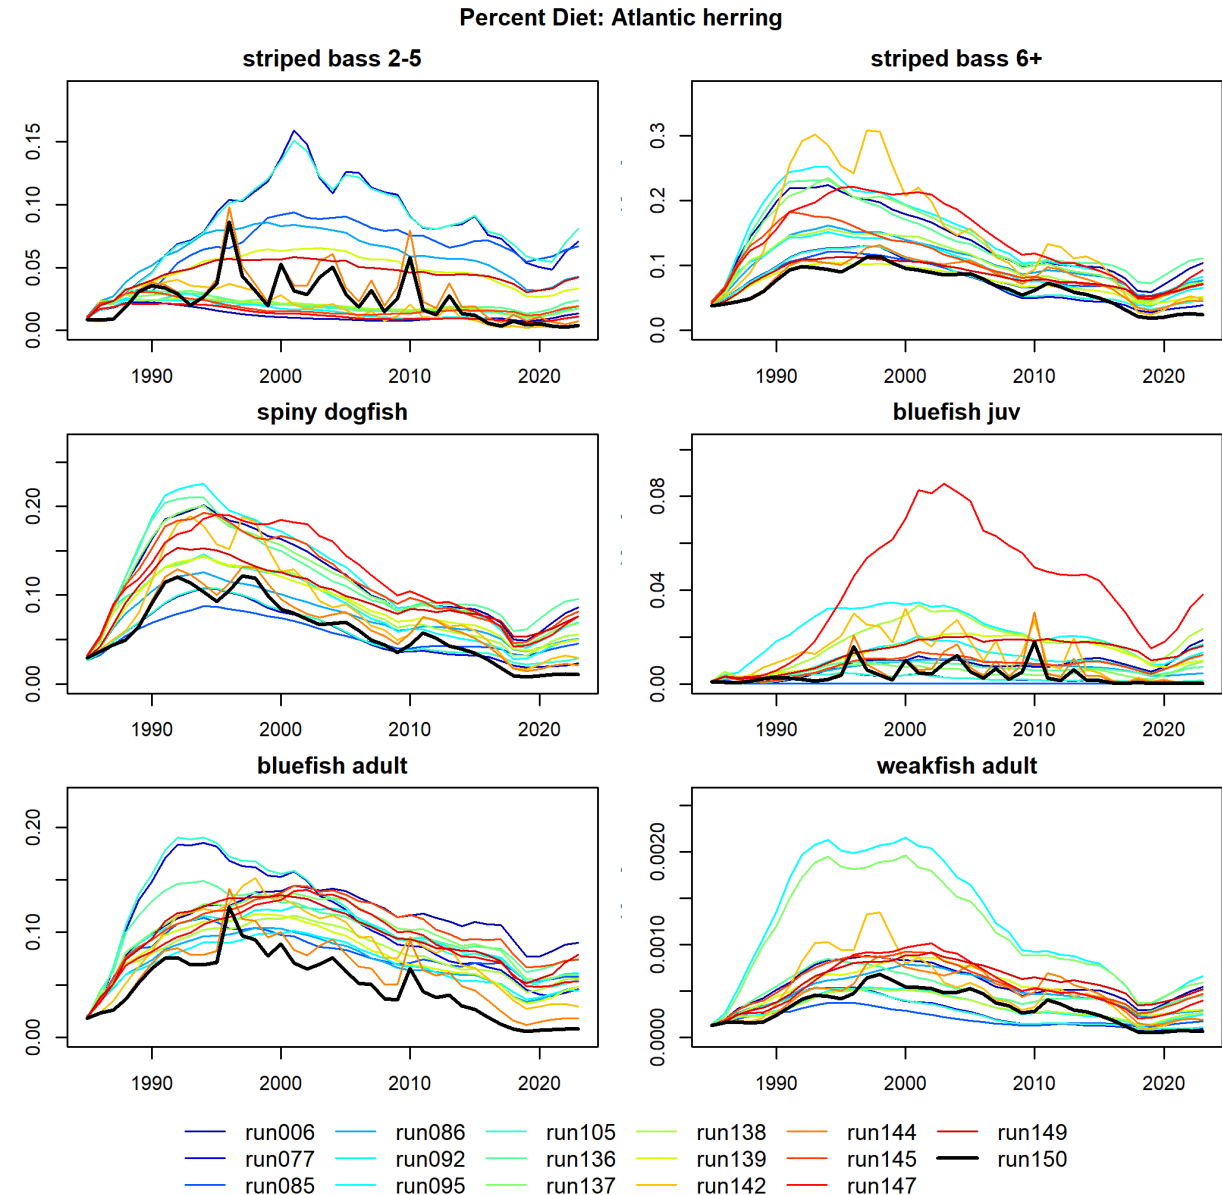 Percent Diet: Atlantic herring
striped bass 2-5
striped bass 6+
0.00 0.05 0.10 0.15
1990 2000 2010 2020
0.0 0.1 0.2 0.3
1990 2000 2010 2020
spiny dogfish
bluefish juv
0.00 0.10 0.20
1990 2000 2010 2020
0.00 0.04 0.08
1990 2000 2010 2020
bluefish adult
weakfish adult
0.00 0.10 0.20
1990 2000 2010 2020
0.0000 0.0010 0.0020
1990 2000 2010 2020
run006 run086 run105 run138 run144 run149
run077 run092 run136 run139 run145 run150
run085 run095 run137 run142 run147